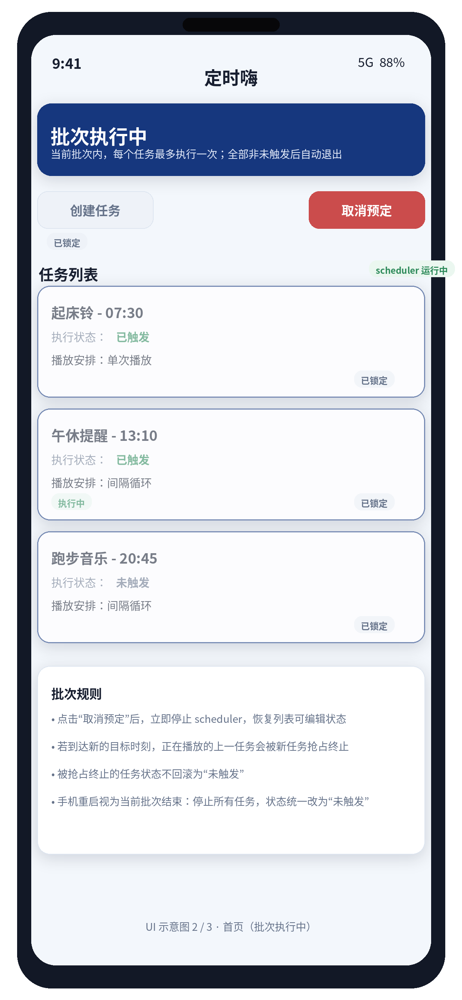 9:41
5G 88%
定时嗨
批次执行中
当前批次内，每个任务最多执行一次；全部非未触发后自动退出
创建任务
取消预定
已锁定
任务列表
scheduler 运行中
起床铃 - 07:30
执行状态： 已触发
播放安排：单次播放
已锁定
午休提醒 - 13:10
执行状态： 已触发
播放安排：间隔循环
执行中
已锁定
跑步音乐 - 20:45
执行状态： 未触发
播放安排：间隔循环
已锁定
批次规则
• 点击“取消预定”后，立即停止 scheduler，恢复列表可编辑状态
• 若到达新的目标时刻，正在播放的上一任务会被新任务抢占终止
• 被抢占终止的任务状态不回滚为“未触发”
• 手机重启视为当前批次结束：停止所有任务，状态统一改为“未触发”
UI 示意图 2 / 3 · 首页（批次执行中）